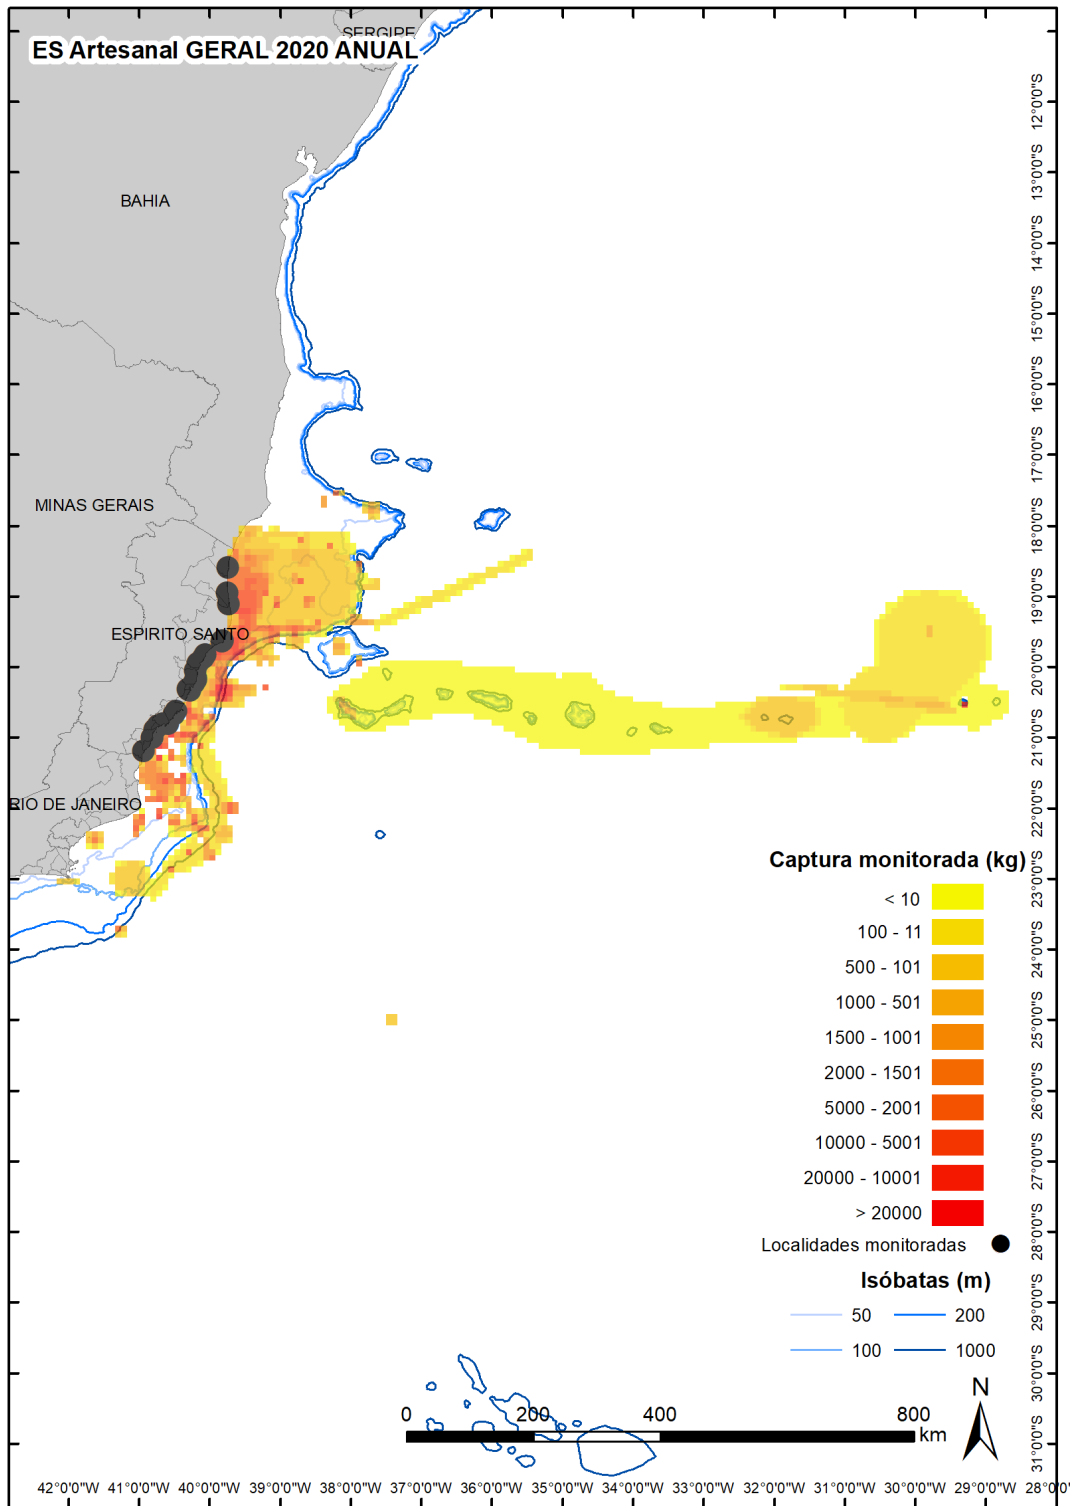 SERGIPE
ES Artesanal GERAL 2020 ANUAL
BAHIA
MINAS GERAIS
ESPIRITO SANTO
RIO DE JANEIRO
12°0'0"S
13°0'0"S
14°0'0"S
15°0'0"S
16°0'0"S
17°0'0"S
18°0'0"S
19°0'0"S
20°0'0"S
21°0'0"S
22°0'0"S
23°0'0"S
24°0'0"S
25°0'0"S
26°0'0"S
27°0'0"S
28°0'0"S
29°0'0"S
30°0'0"S
31°0'0"S
Captura monitorada (kg)
< 10
100 - 11
500 - 101
1000 - 501
1500 - 1001
2000 - 1501
5000 - 2001
10000 - 5001
20000 - 10001
> 20000
Localidades monitoradas
Isóbatas (m)
50 200
100 1000
N
0 200 400 800
km
42°0'0"W 41°0'0"W 40°0'0"W 39°0'0"W 38°0'0"W 37°0'0"W 36°0'0"W 35°0'0"W 34°0'0"W 33°0'0"W 32°0'0"W 31°0'0"W 30°0'0"W 29°0'0"W 28°0'0"